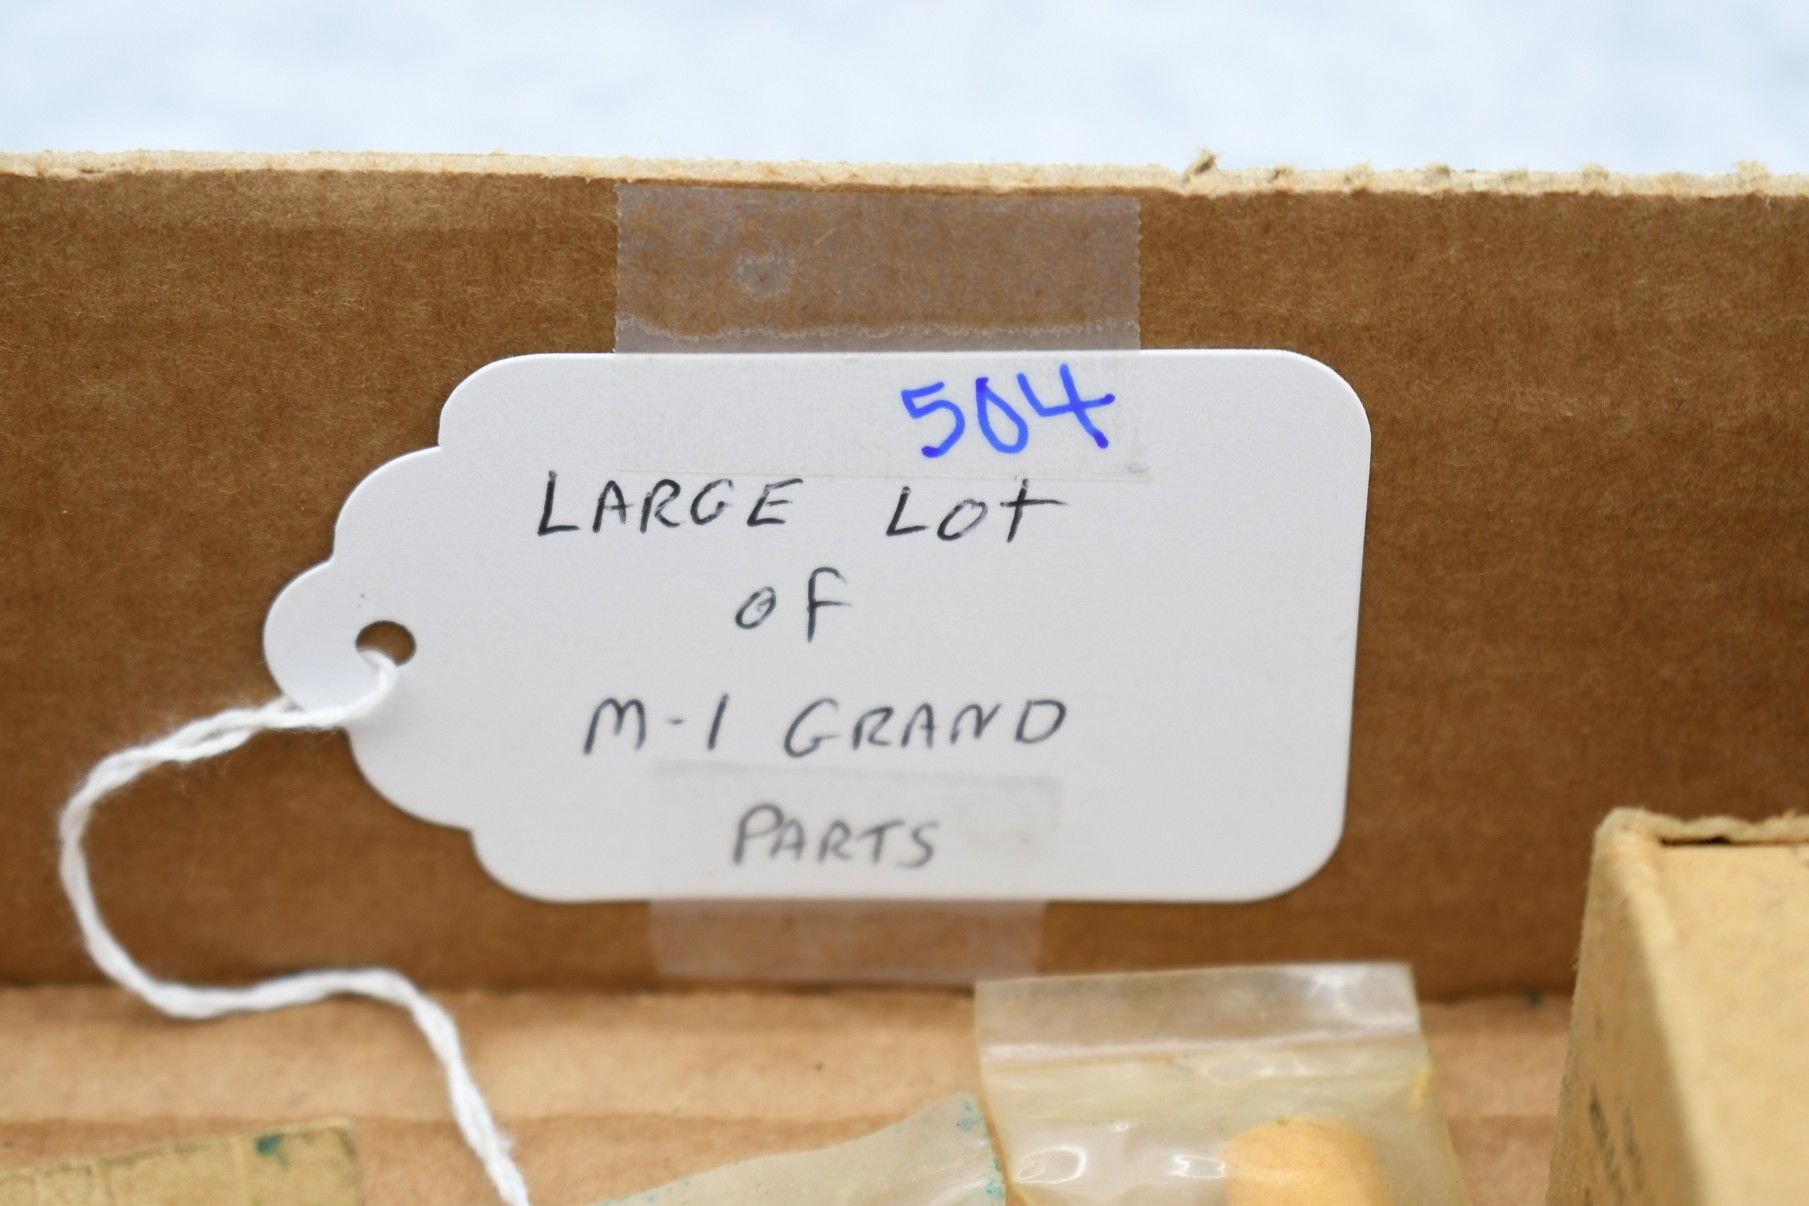 504
LARGE LOt
oF
M-1 GRAND
PARTS